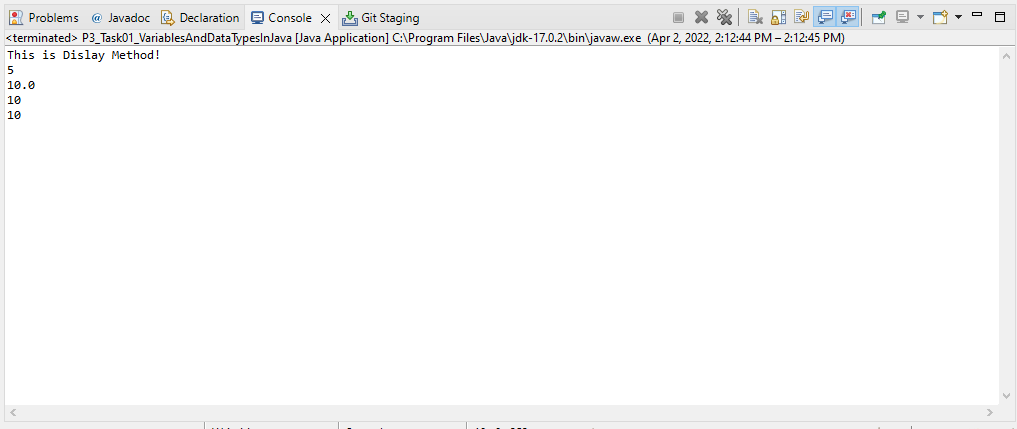 Problems @ Javadoc Declaration Console Git Staging
<terminated> P3_Task01_VariablesAndDataTypesInJava [Java Application] C:\Program Files\Java\jdk-17.0.2\bin\javaw.exe (Apr 2, 2022, 2:12:44 PM – 2:12:45 PM)
This is Dislay Method!
5
10.0
10
10